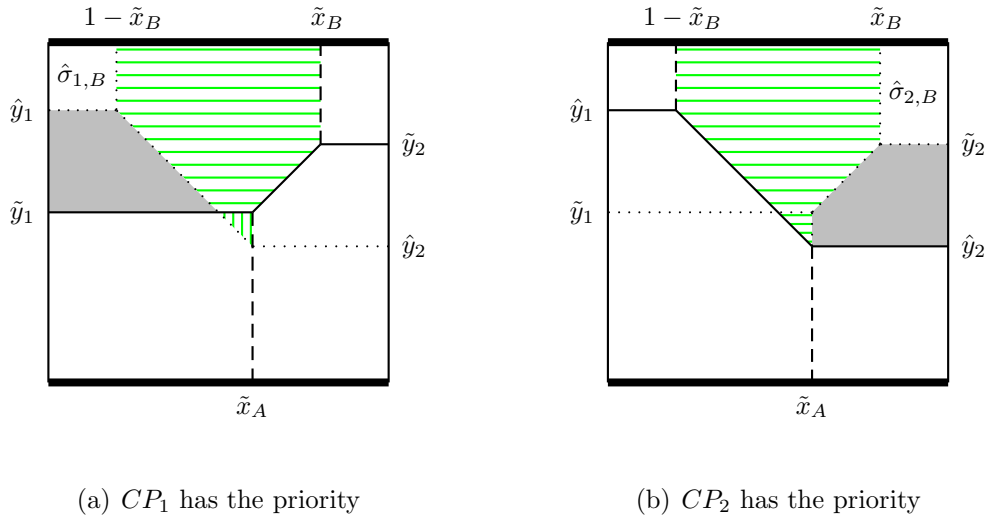 1 − x̃_B x̃_B
σ̂_{1,B}
ŷ_1
ỹ_2
ỹ_1
ŷ_2
x̃_A
(a) CP_1 has the priority
1 − x̃_B x̃_B
σ̂_{2,B}
ŷ_1
ỹ_2
ỹ_1
ŷ_2
x̃_A
(b) CP_2 has the priority